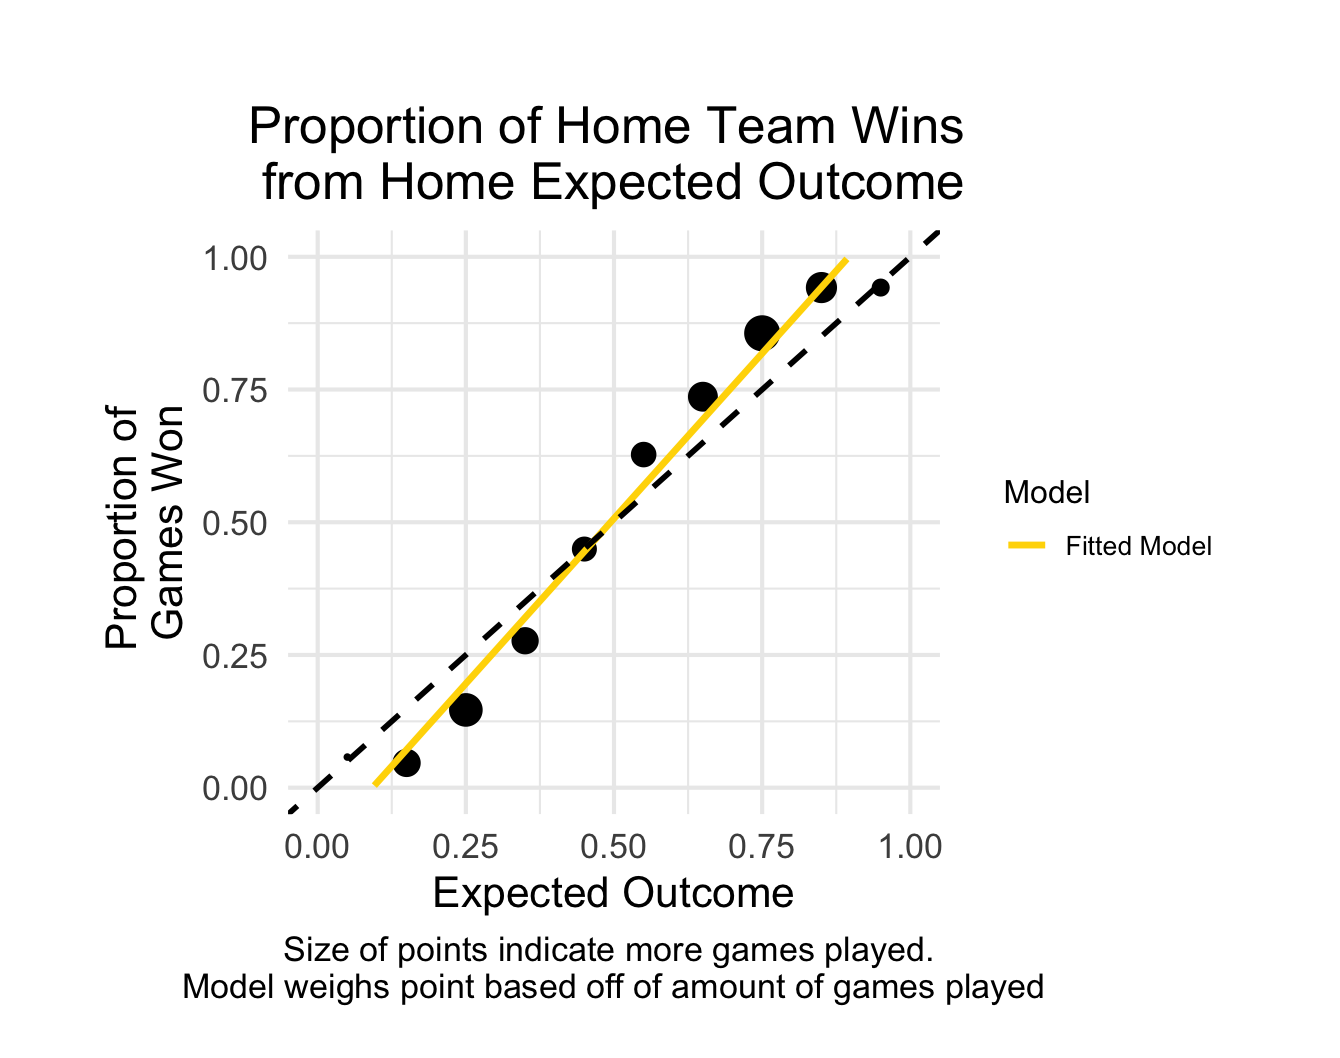 Proportion of Home Team Wins
from Home Expected Outcome
Proportion of
Games Won
1.00
0.75
0.50
0.25
0.00
0.00 0.25 0.50 0.75 1.00
Expected Outcome
Model
Fitted Model
Size of points indicate more games played.
Model weighs point based off of amount of games played